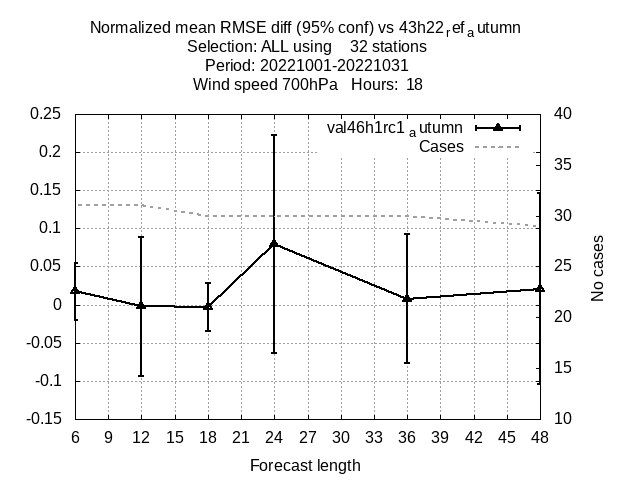 Normalized mean RMSE diff (95% conf) vs 43h22refautumn
Selection: ALL using 32 stations
Period: 20221001-20221031
Wind speed 700hPa Hours: 18
0.25 40
val46h1rc1autumn
Cases
0.2
35
0.15
30
0.1
0.05 25
0
20
-0.05
15
-0.1
-0.15 10
No cases
6 9 12 15 18 21 24 27 30 33 36 39 42 45 48
Forecast length